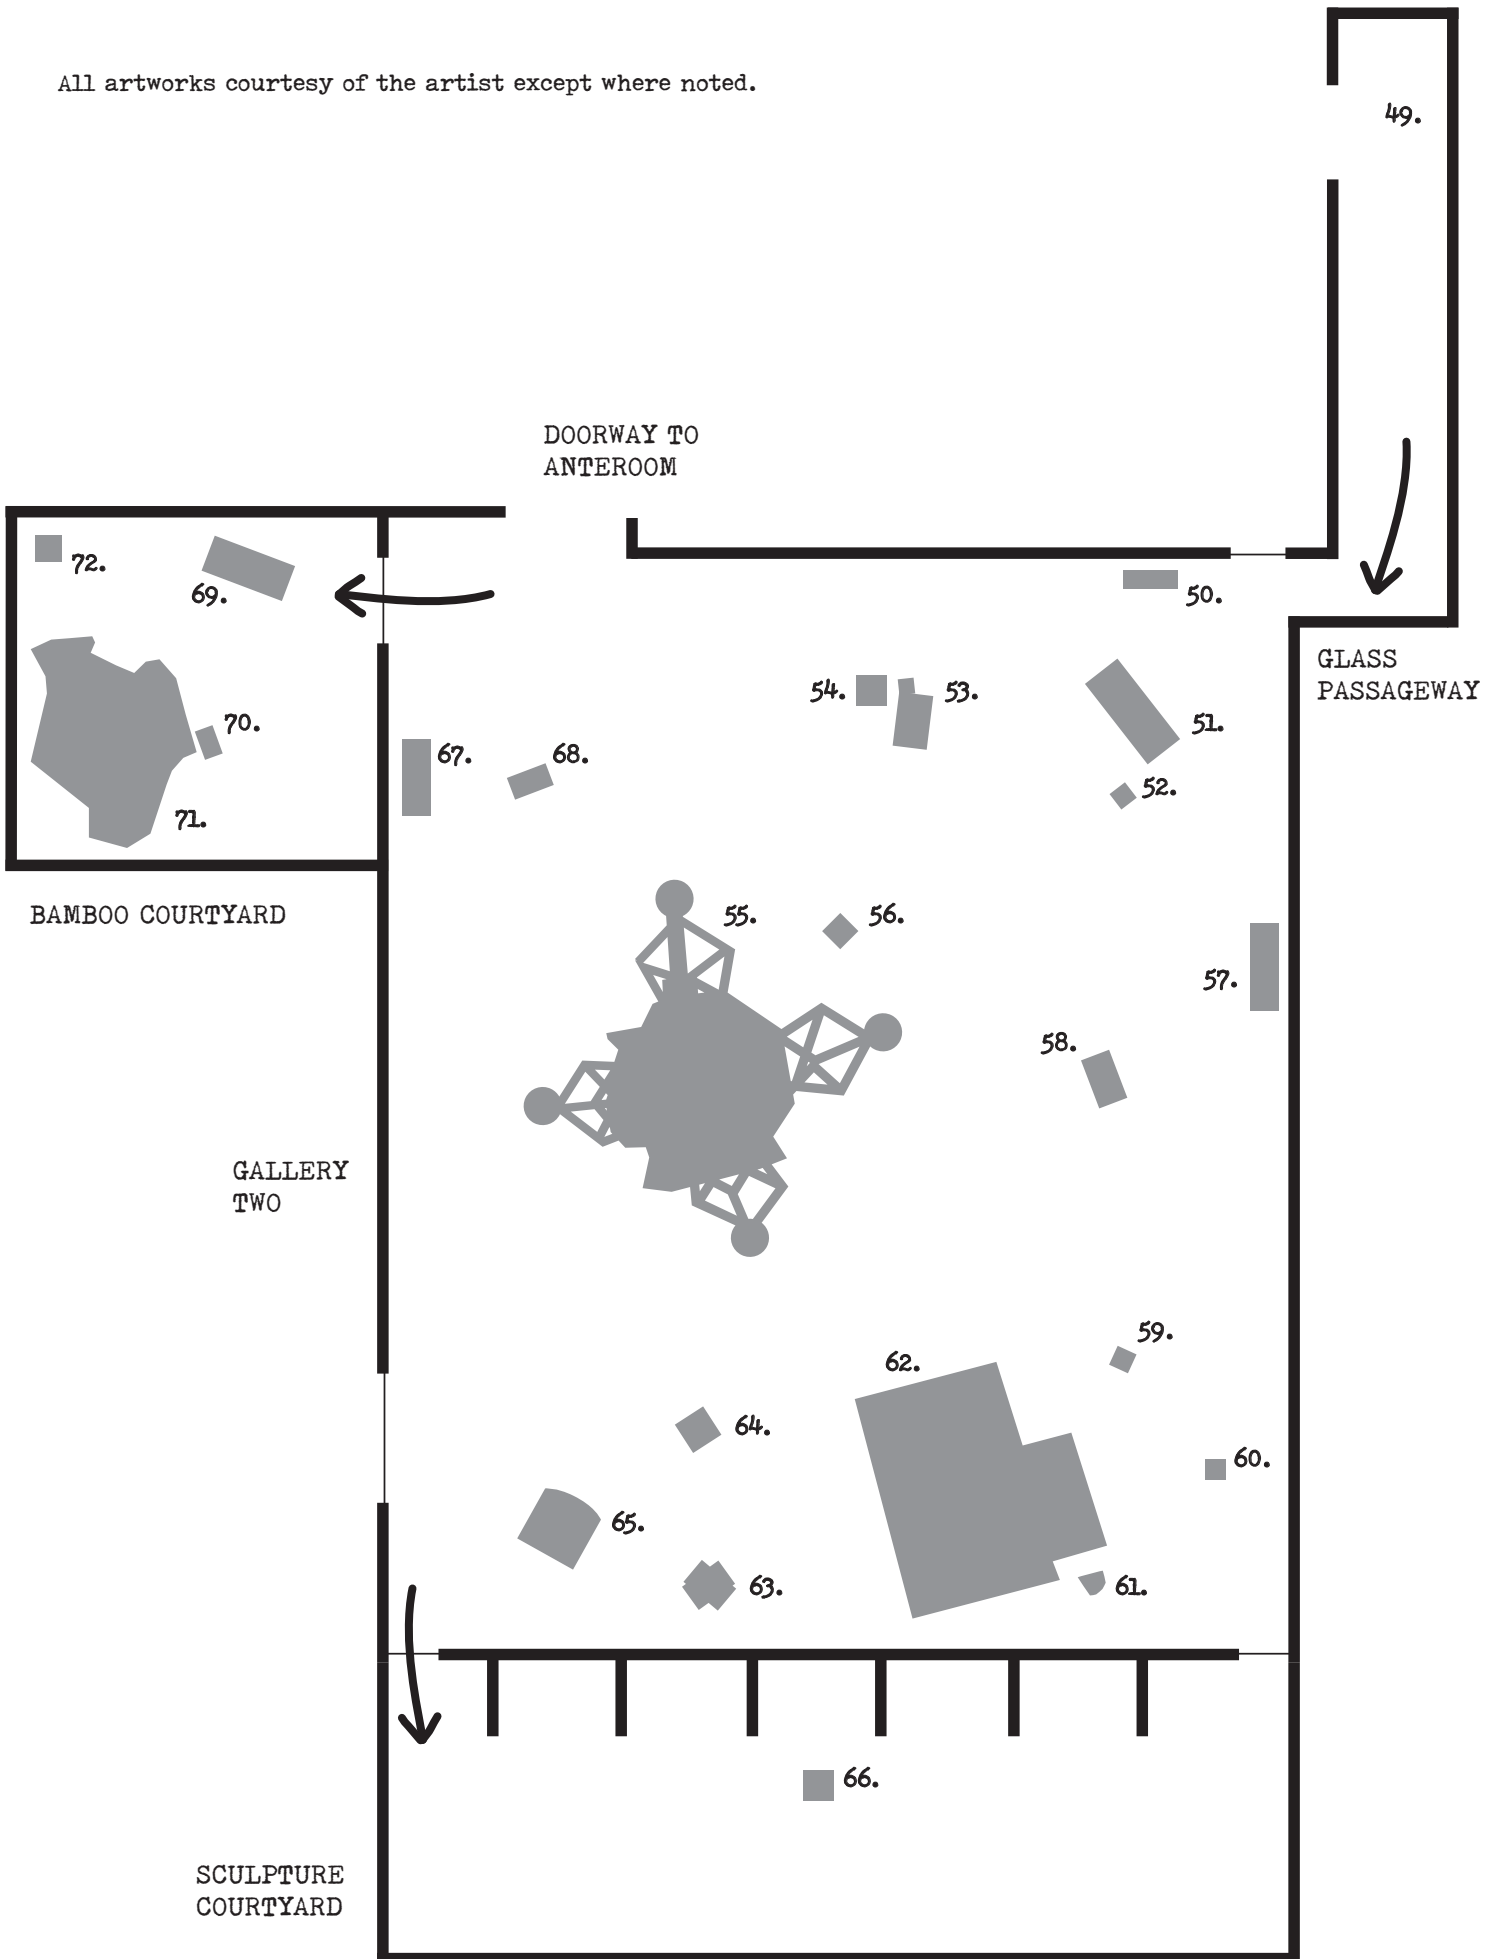 All artworks courtesy of the artist except where noted.
49.
DOORWAY TO
ANTEROOM
72.
69.
50.
GLASS
PASSAGEWAY
54.
53.
51.
70.
67.
68.
52.
71.
BAMBOO COURTYARD
55.
56.
57.
58.
GALLERY
TWO
59.
62.
64.
60.
65.
63.
61.
66.
SCULPTURE
COURTYARD